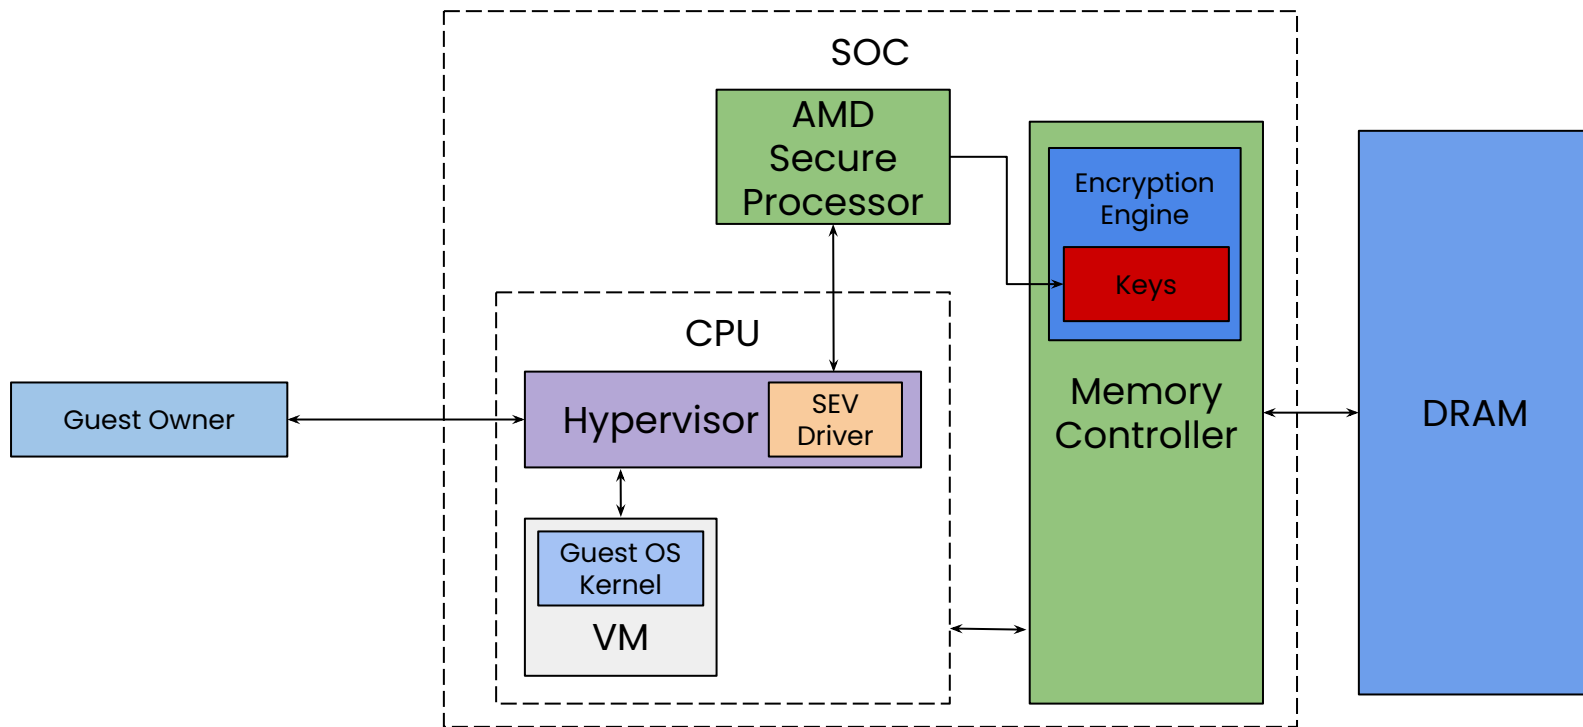 SOC
AMD
Secure
Processor
Encryption
Engine
Keys
CPU
Guest Owner
Hypervisor
SEV
Driver
Memory
Controller
DRAM
Guest OS
Kernel
VM